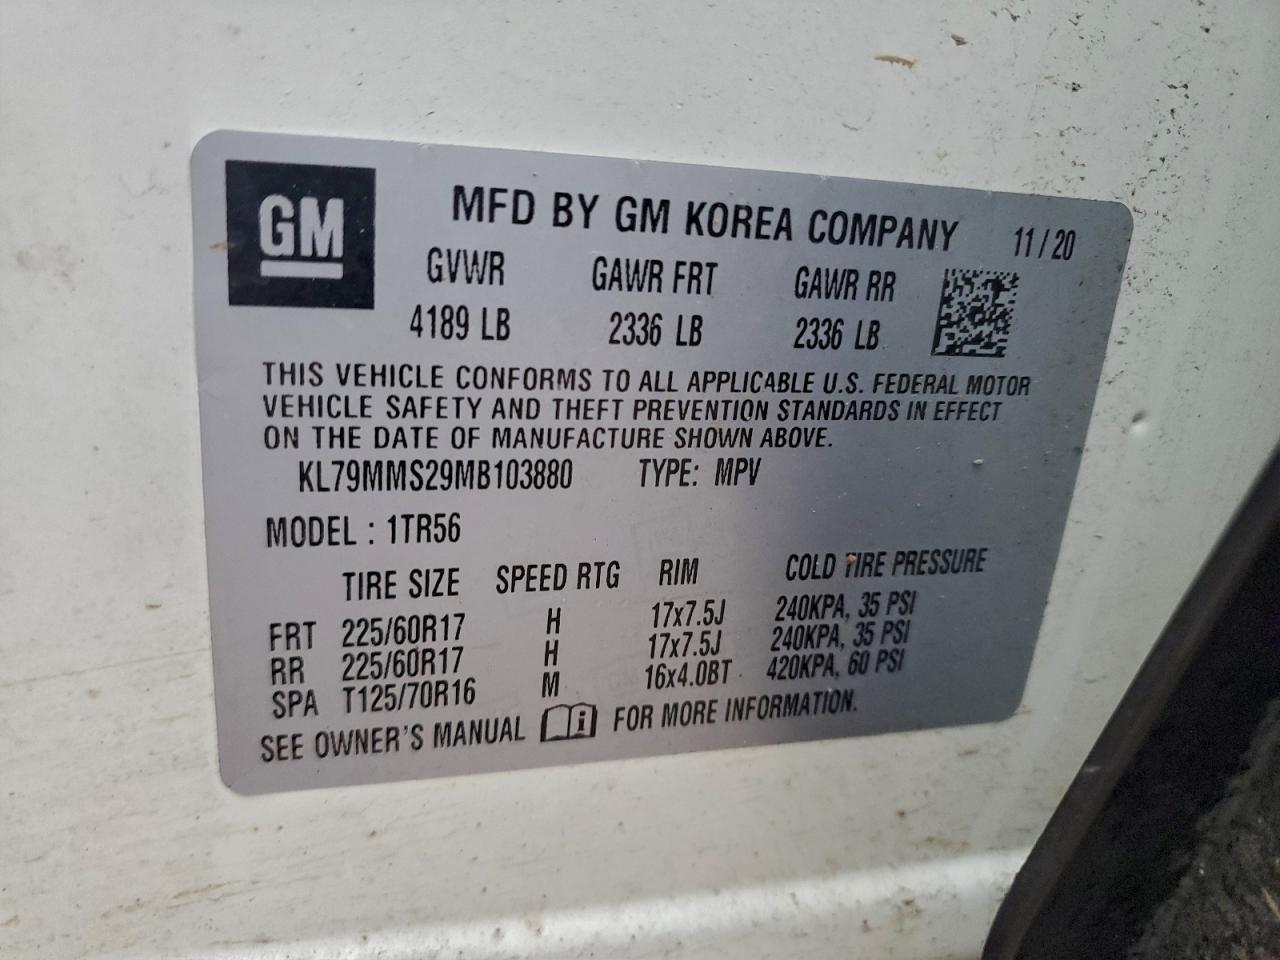 GM
MFD BY GM KOREA COMPANY 11 / 20
GVWR GAWR FRT GAWR RR
4189 LB 2336 LB 2336 LB
THIS VEHICLE CONFORMS TO ALL APPLICABLE U.S. FEDERAL MOTOR
VEHICLE SAFETY AND THEFT PREVENTION STANDARDS IN EFFECT
ON THE DATE OF MANUFACTURE SHOWN ABOVE.
KL79MMS29MB103880 TYPE: MPV
MODEL : 1TR56
TIRE SIZE SPEED RTG RIM COLD TIRE PRESSURE
FRT 225/60R17 H 17x7.5J 240KPA, 35 PSI
RR 225/60R17 H 17x7.5J 240KPA, 35 PSI
SPA T125/70R16 M 16x4.0BT 420KPA, 60 PSI
SEE OWNER'S MANUAL i FOR MORE INFORMATION.